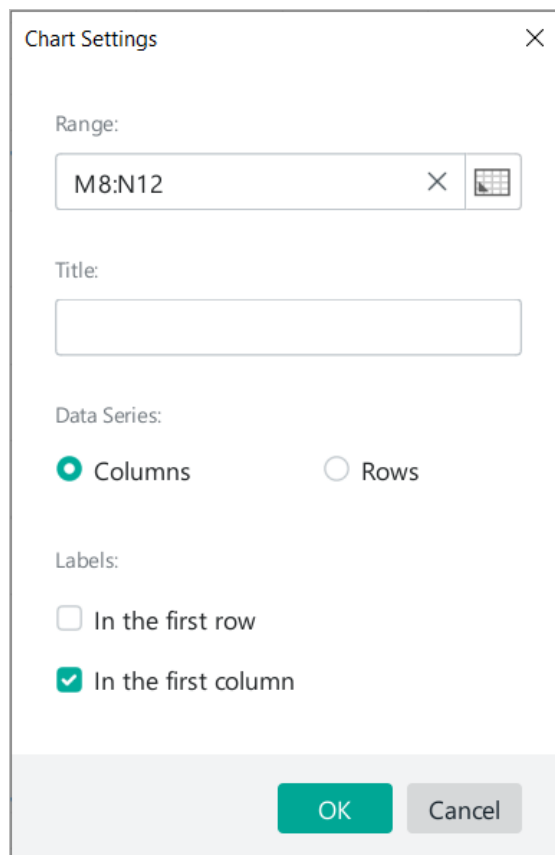 Chart Settings
Range:
M8:N12
Title:
Data Series:
Columns Rows
Labels:
In the first row
In the first column
OK Cancel